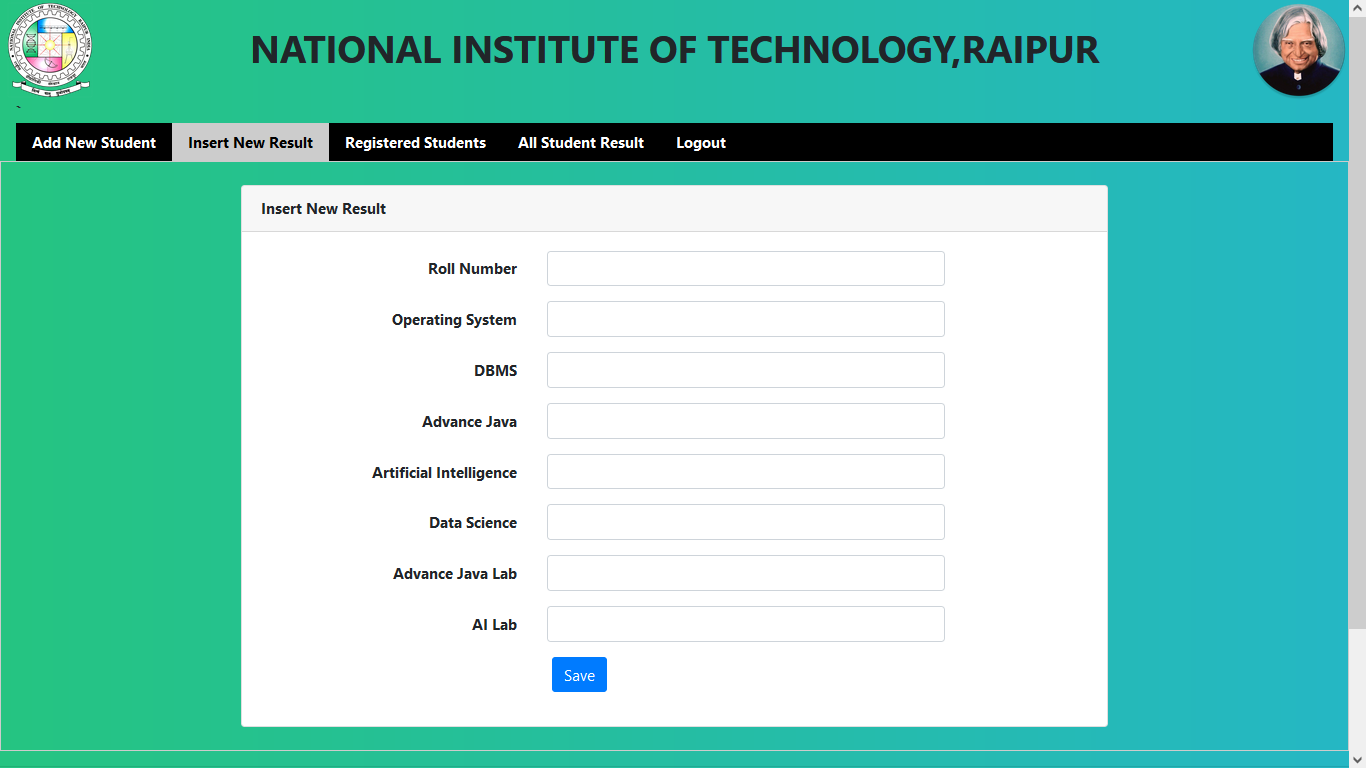 NATIONAL INSTITUTE OF TECHNOLOGY,RAIPUR
`
Add New Student Insert New Result Registered Students All Student Result Logout
Insert New Result
Roll Number
Operating System
DBMS
Advance Java
Artificial Intelligence
Data Science
Advance Java Lab
AI Lab
Save